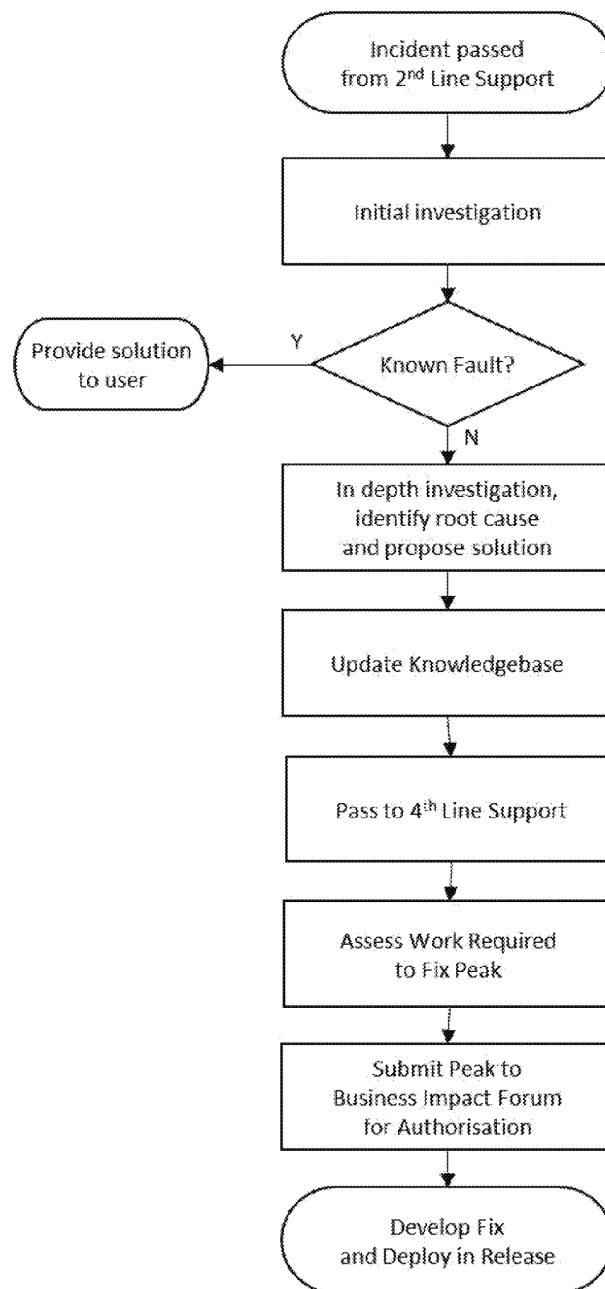 Incident passed
from 2nd Line Support
Initial investigation
Y
Provide solution
to user
Known Fault?
N
In depth investigation,
identify root cause
and propose solution
Update Knowledgebase
Pass to 4th Line Support
Assess Work Required
to Fix Peak
Submit Peak to
Business Impact Forum
for Authorisation
Develop Fix
and Deploy in Release